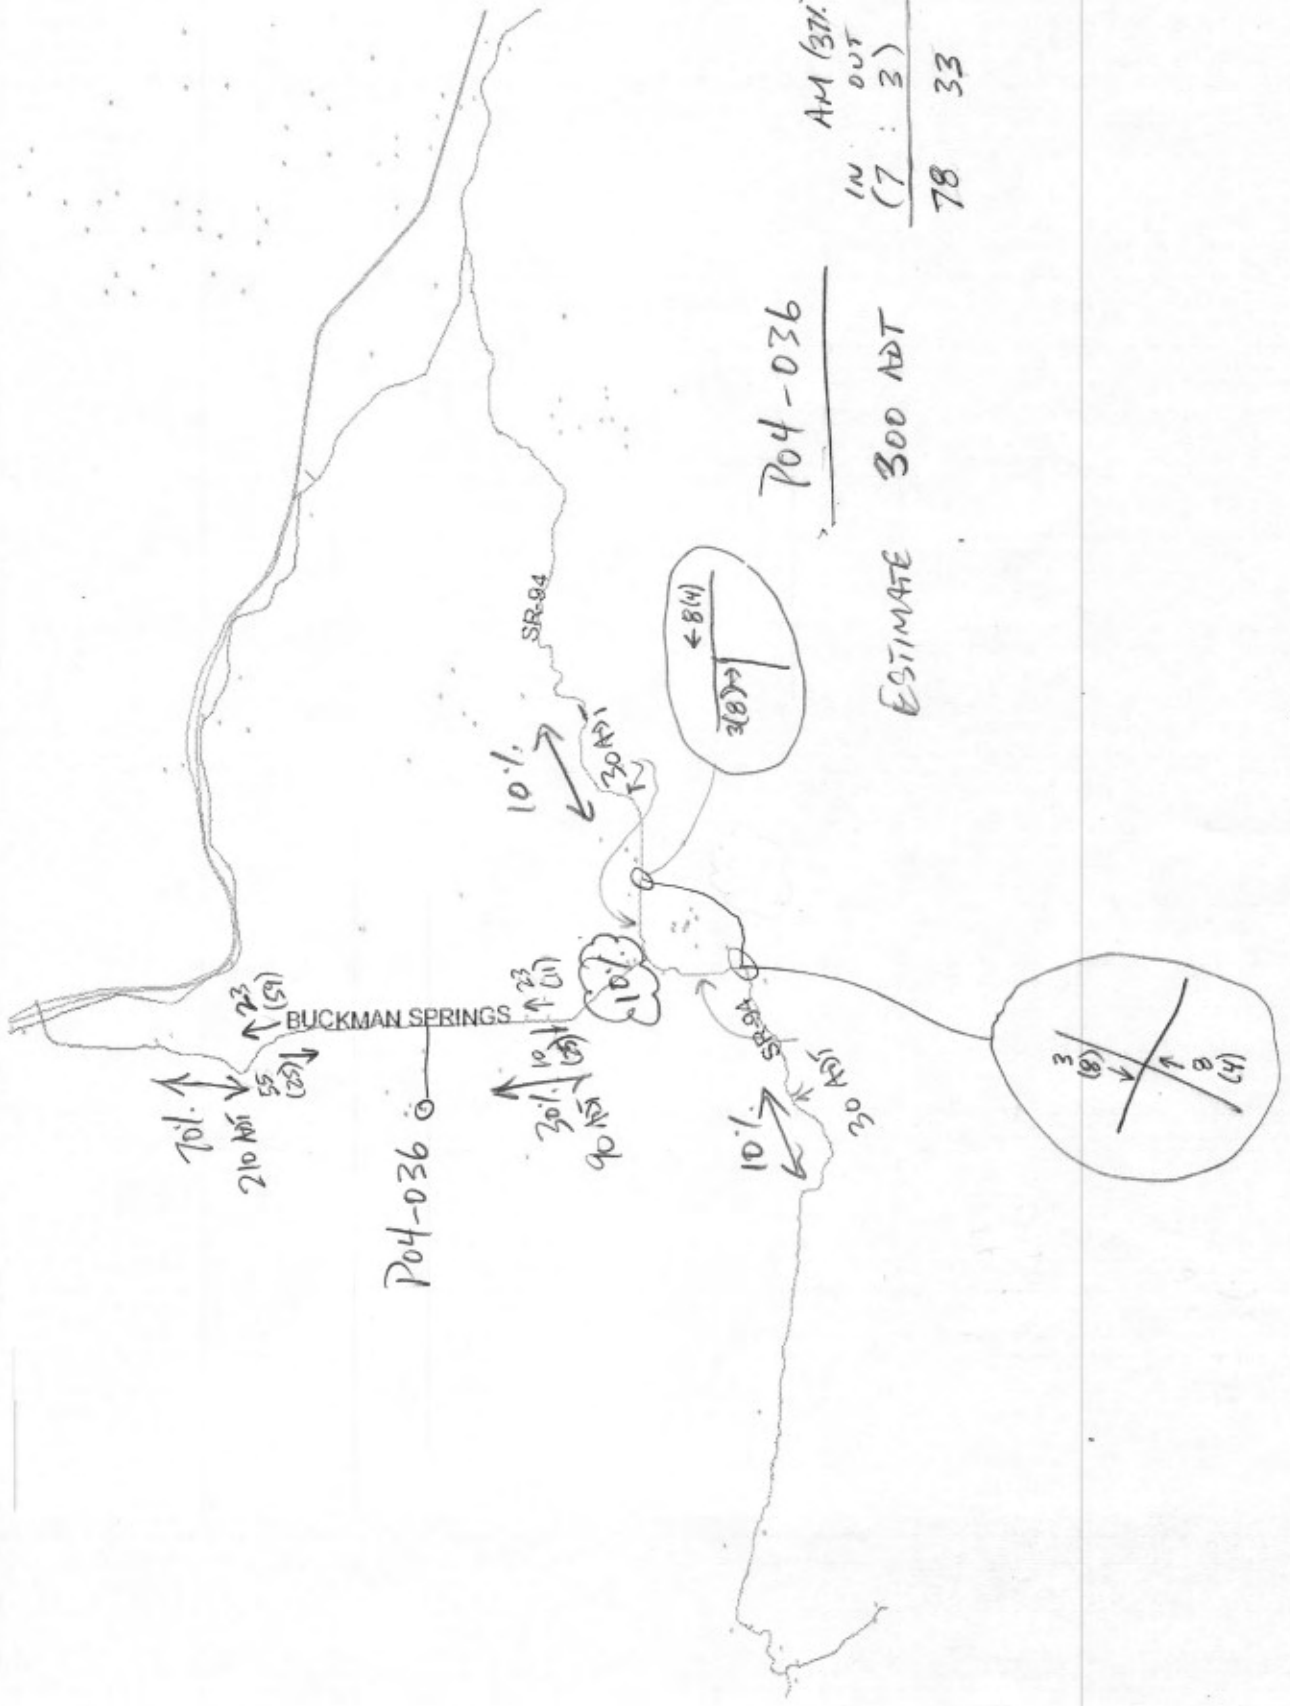 70%
210 ADT
55
(25)
23
(59)
BUCKMAN SPRINGS
P04-036
30%
90 ADT
10
(25)
23
(11)
10%
10%
30 ADT
SR-94
10%
30 ADT
SR-94
3(8)
8(4)
3
(8)
8
(4)
P04-036
ESTIMATE 300 ADT
AM (37%
IN OUT
(7 : 3)
78 33